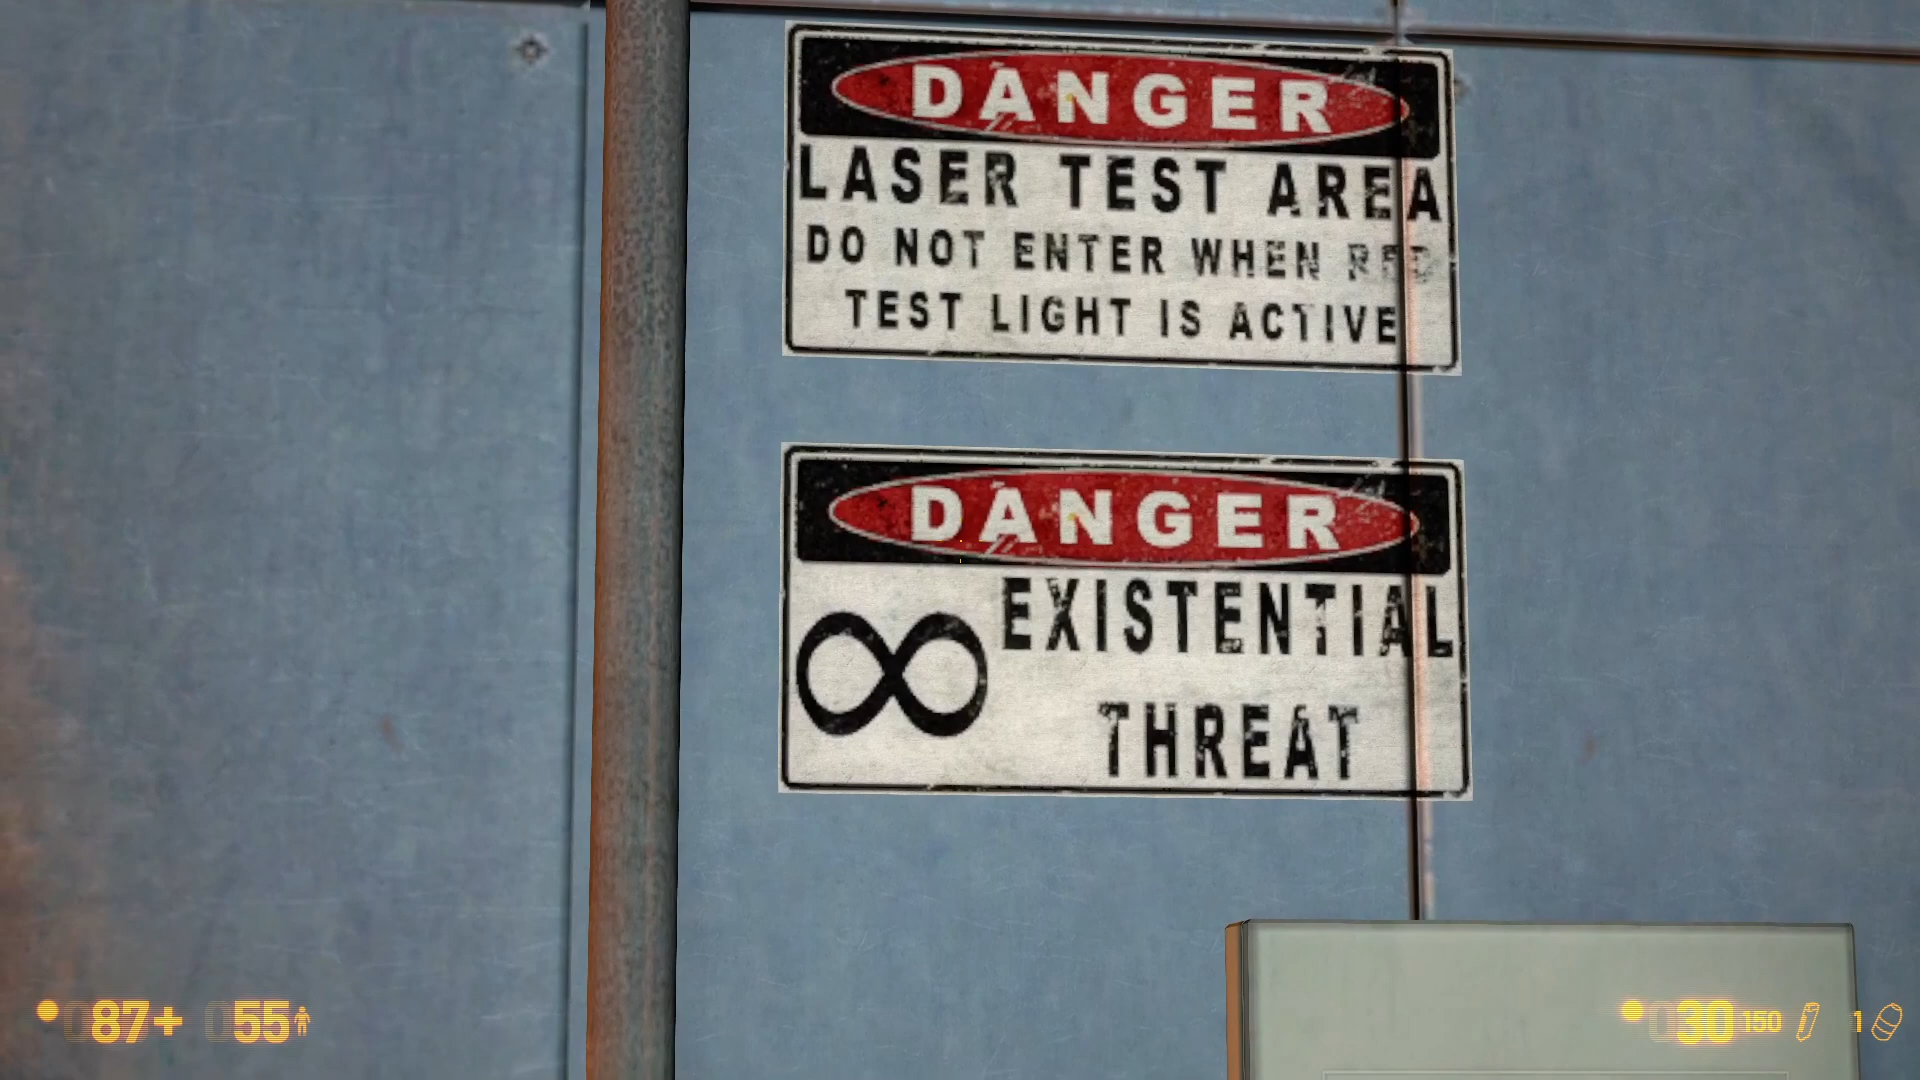 DANGER
LASER TEST AREA
DO NOT ENTER WHEN RED
TEST LIGHT IS ACTIVE
DANGER
EXISTENTIAL
THREAT
87+ 55
30 150 1